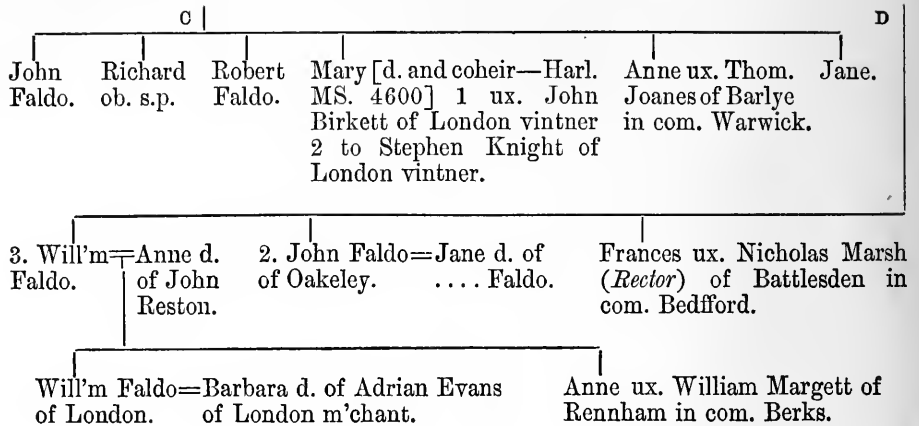 C D
John Faldo.
Richard ob. s.p.
Robert Faldo.
Mary [d. and coheir—Harl.
MS. 4600] 1 ux. John
Birkett of London vintner
2 to Stephen Knight of
London vintner.
Anne ux. Thom.
Joanes of Barlye
in com. Warwick.
Jane.
3. Will'm=Anne d.
Faldo. of John
Reston.
2. John Faldo=Jane d. of
of Oakeley. .... Faldo.
Frances ux. Nicholas Marsh
(Rector) of Battlesden in
com. Bedfford.
Will'm Faldo=Barbara d. of Adrian Evans
of London. of London m'chant.
Anne ux. William Margett of
Rennham in com. Berks.